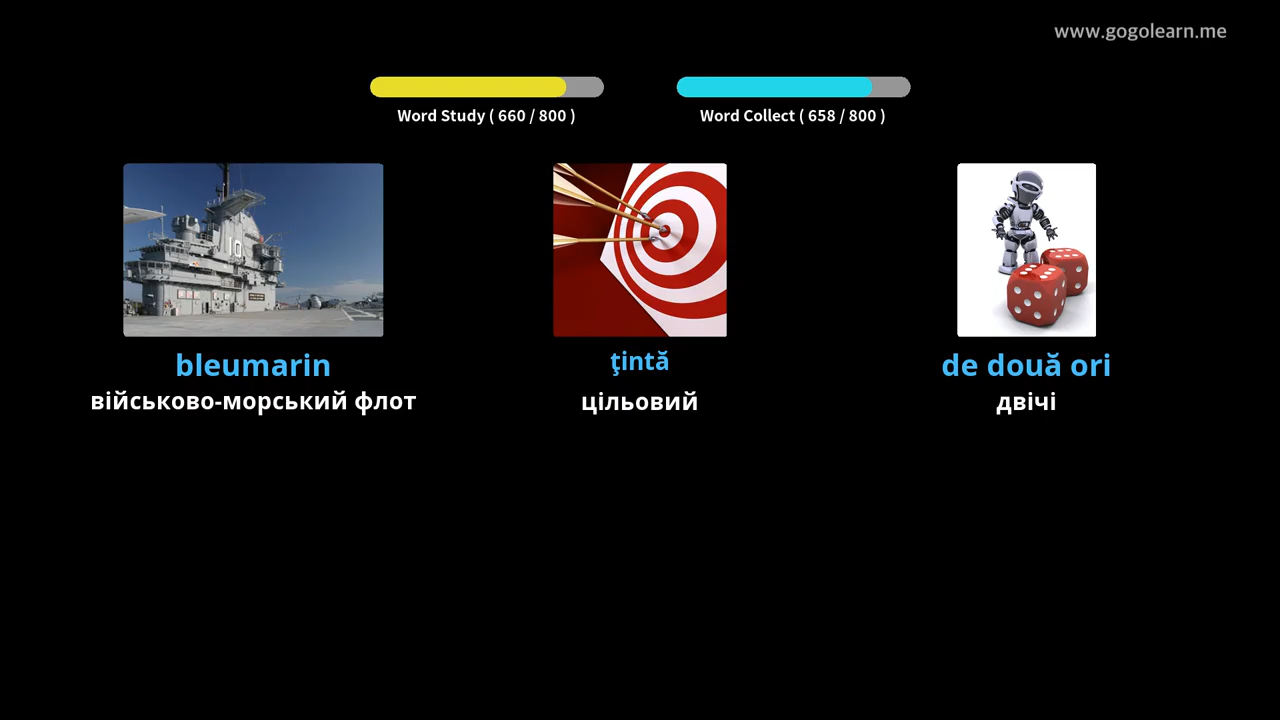 www.gogolearn.me
Word Study ( 660 / 800 )
Word Collect ( 658 / 800 )
bleumarin
військово-морський флот
ţintă
цільовий
de două ori
двічі